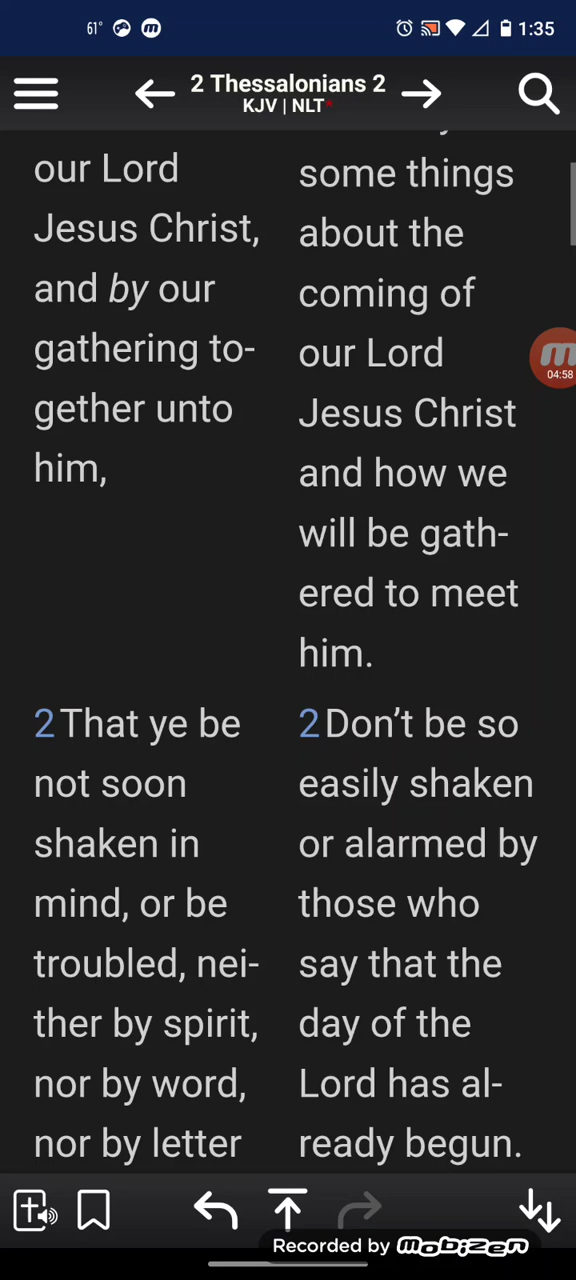 61°
1:35
2 Thessalonians 2
KJV | NLT*
our Lord
Jesus Christ,
and by our
gathering to-
gether unto
him,
some things
about the
coming of
our Lord
Jesus Christ
and how we
will be gath-
ered to meet
him.
04:58
2 That ye be
not soon
shaken in
mind, or be
troubled, nei-
ther by spirit,
nor by word,
nor by letter
2 Don’t be so
easily shaken
or alarmed by
those who
say that the
day of the
Lord has al-
ready begun.
Recorded by mobizen